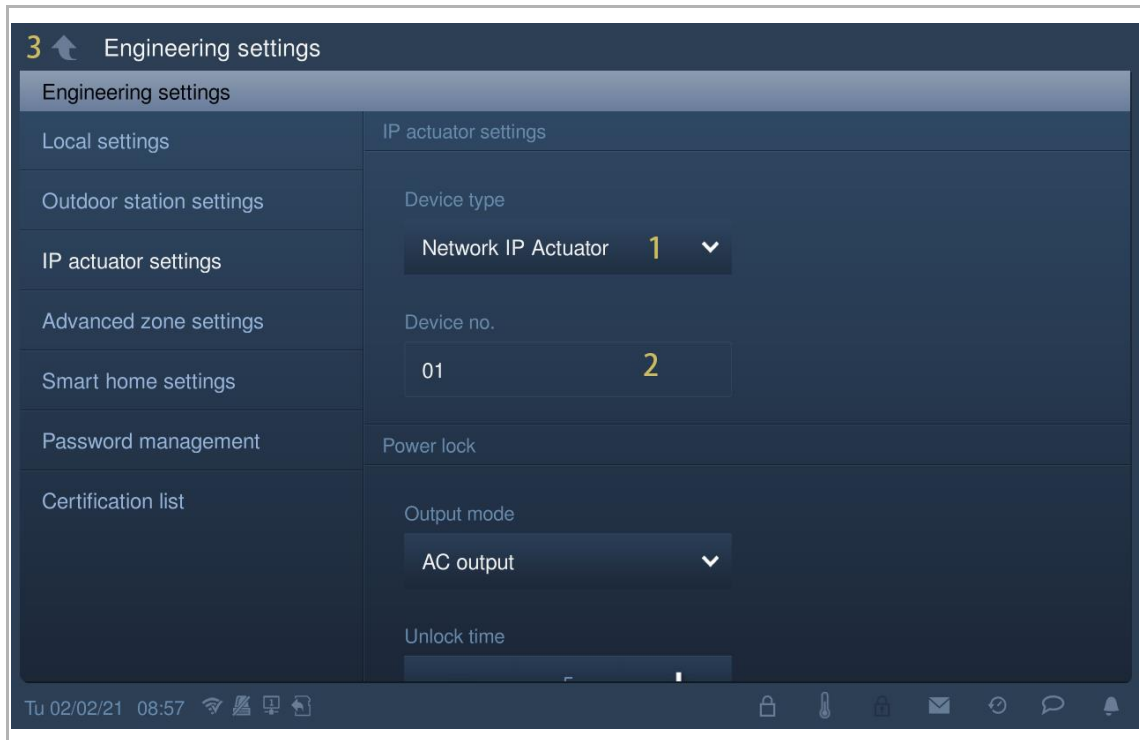 3 Engineering settings
Engineering settings
Local settings
Outdoor station settings
IP actuator settings
Advanced zone settings
Smart home settings
Password management
Certification list
IP actuator settings
Device type
Network IP Actuator 1
Device no.
01 2
Power lock
Output mode
AC output
Unlock time
Tu 02/02/21 08:57